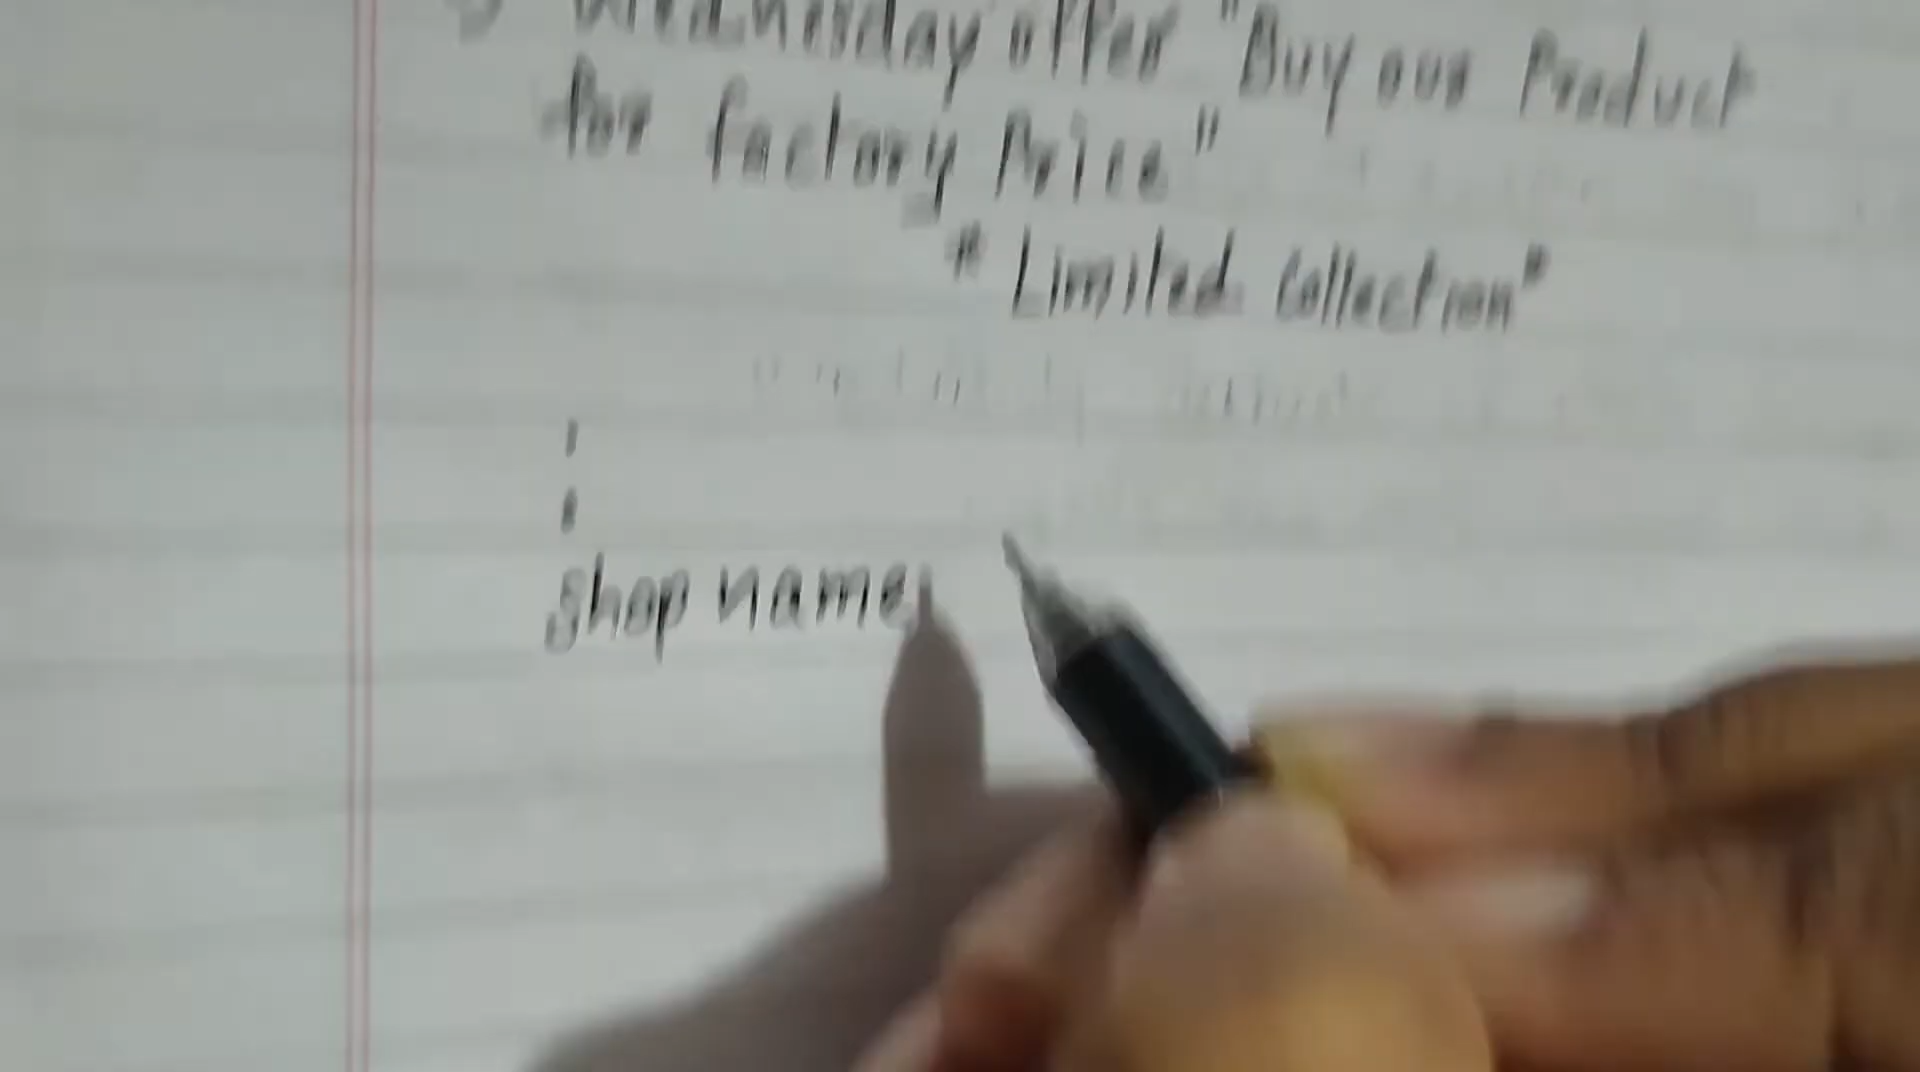 Wednesday offer "Buy our Product
for factory Price"
* Limited Collection*
shop name